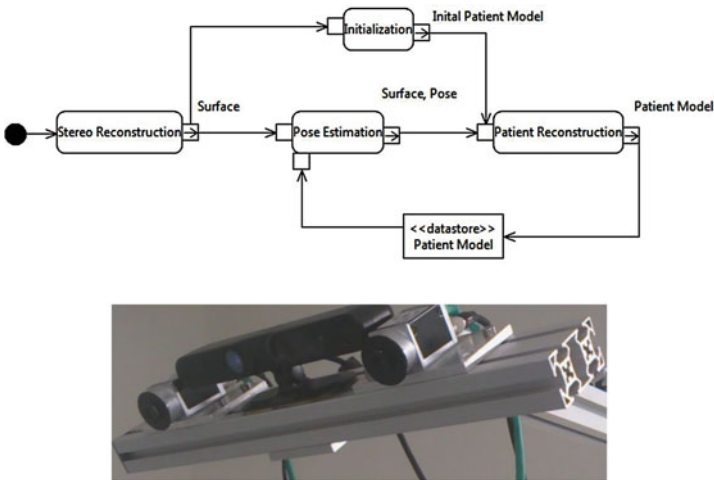 Initialization
Inital Patient Model
Surface
Surface, Pose
Patient Model
Stereo Reconstruction
Pose Estimation
Patient Reconstruction
<<datastore>>
Patient Model